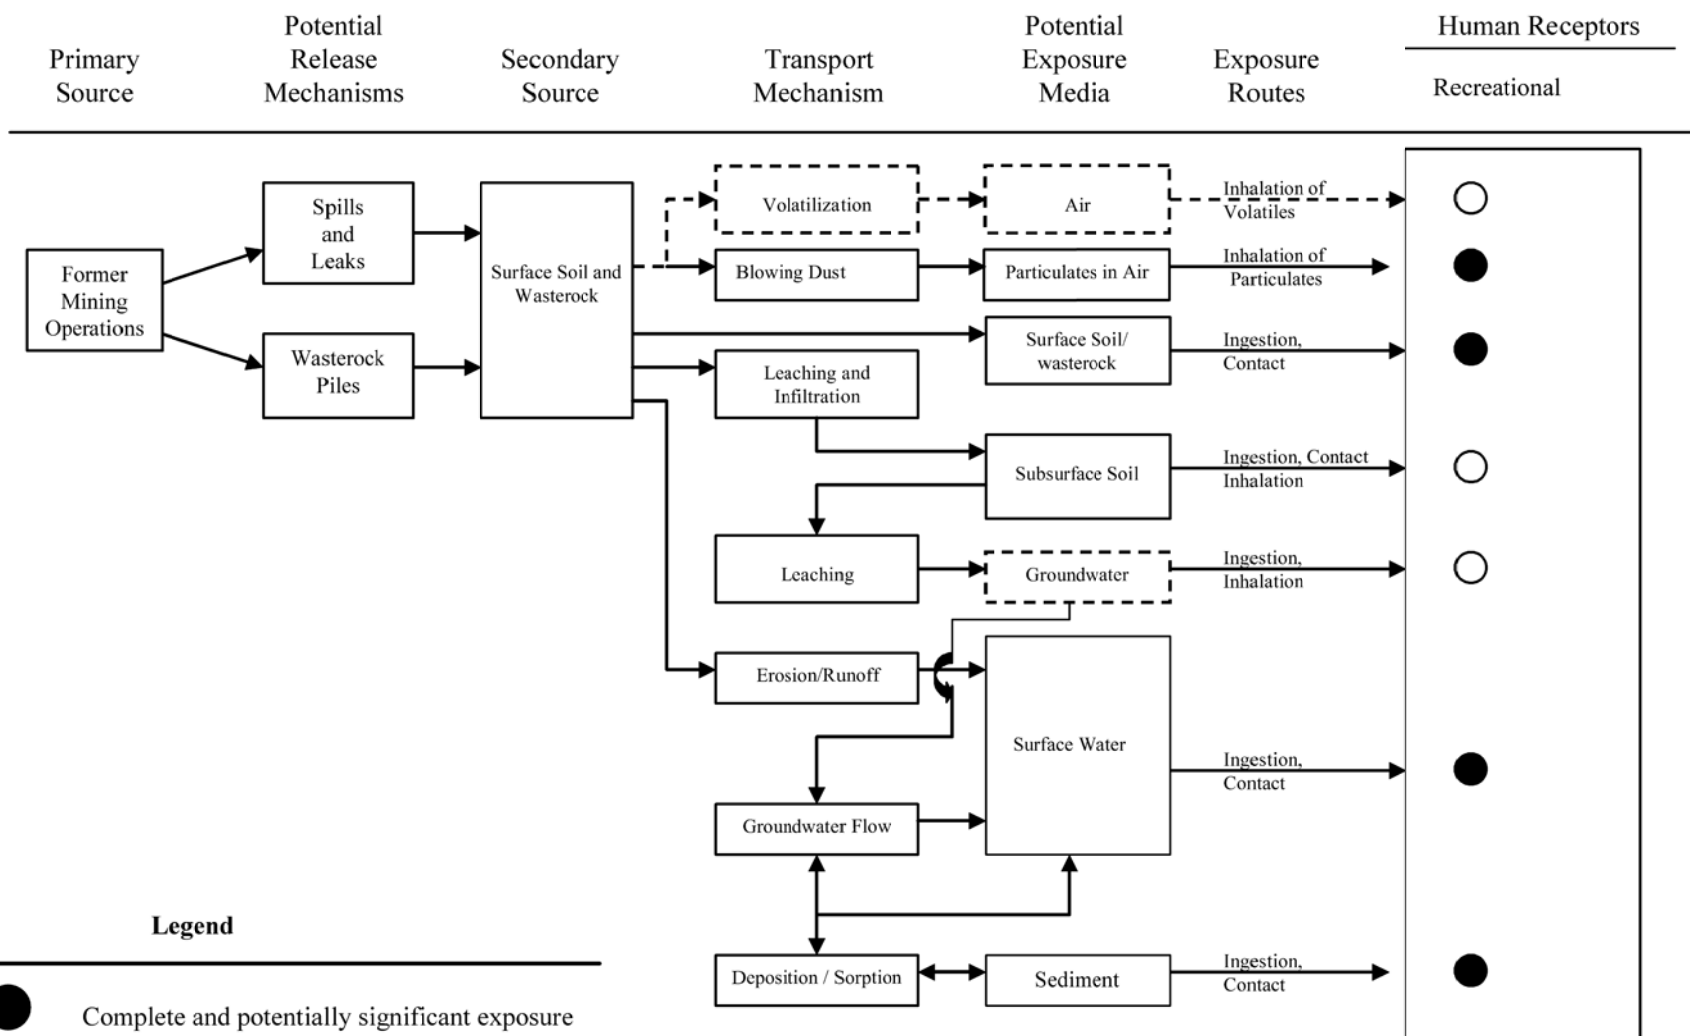 Primary
Source
Potential
Release
Mechanisms
Secondary
Source
Transport
Mechanism
Potential
Exposure
Media
Exposure
Routes
Human Receptors
Recreational
Former
Mining
Operations
Spills
and
Leaks
Wasterock
Piles
Surface Soil and
Wasterock
Volatilization
Air
Inhalation of
Volatiles
Blowing Dust
Particulates in Air
Inhalation of
Particulates
Surface Soil/
wasterock
Ingestion,
Contact
Leaching and
Infiltration
Subsurface Soil
Ingestion, Contact
Inhalation
Leaching
Groundwater
Ingestion,
Inhalation
Erosion/Runoff
Surface Water
Ingestion,
Contact
Groundwater Flow
Deposition / Sorption
Sediment
Ingestion,
Contact
Legend
Complete and potentially significant exposure